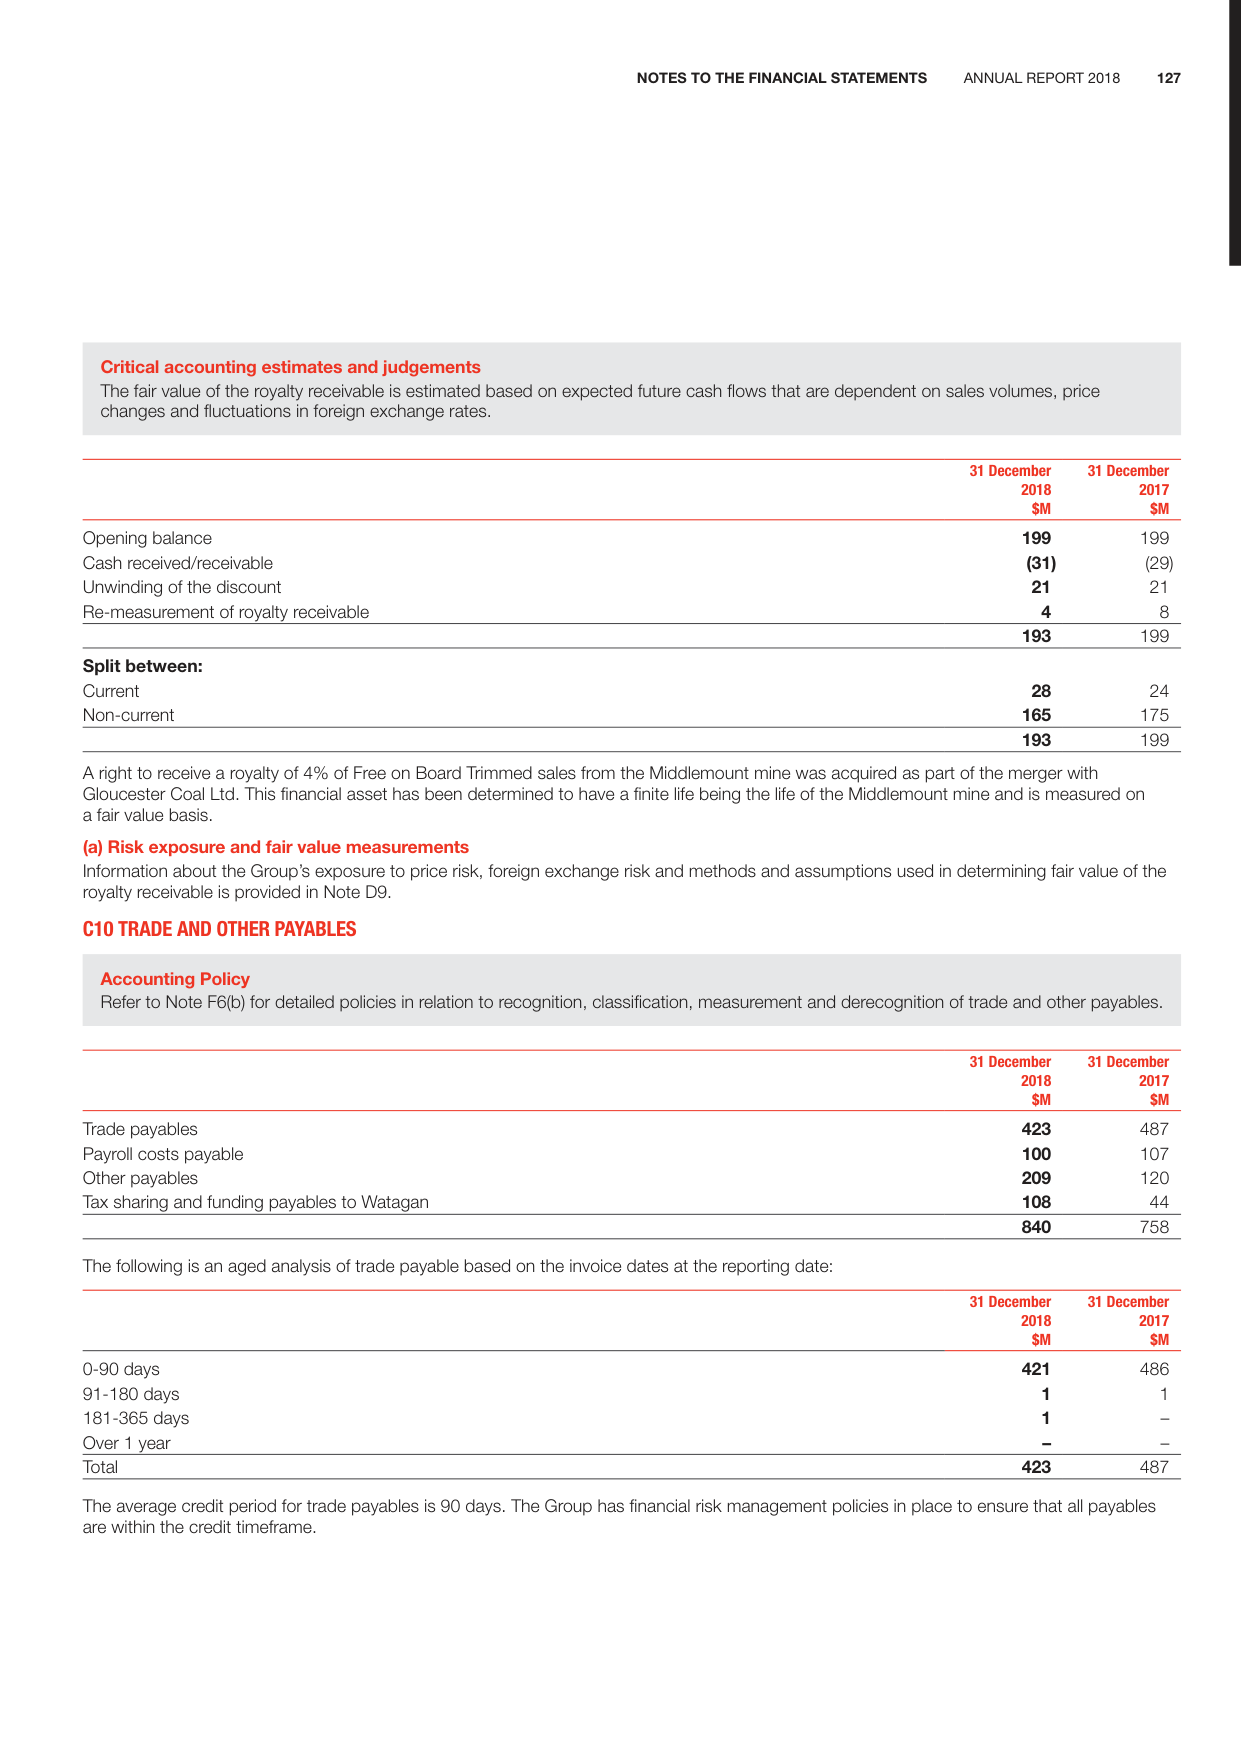 NOTES TO THE FINANCIAL STATEMENTS ANNUAL REPORT 2018 127
Critical accounting estimates and judgements
The fair value of the royalty receivable is estimated based on expected future cash flows that are dependent on sales volumes, price
changes and fluctuations in foreign exchange rates.
31 December 31 December
2018 2017
$M $M
Opening balance 199 199
Cash received/receivable (31) (29)
Unwinding of the discount 21 21
Re-measurement of royalty receivable 4 8
193 199
Split between:
Current 28 24
Non-current 165 175
193 199
A right to receive a royalty of 4% of Free on Board Trimmed sales from the Middlemount mine was acquired as part of the merger with
Gloucester Coal Ltd. This financial asset has been determined to have a finite life being the life of the Middlemount mine and is measured on
a fair value basis.
(a) Risk exposure and fair value measurements
Information about the Group’s exposure to price risk, foreign exchange risk and methods and assumptions used in determining fair value of the
royalty receivable is provided in Note D9.
C10 TRADE AND OTHER PAYABLES
Accounting Policy
Refer to Note F6(b) for detailed policies in relation to recognition, classification, measurement and derecognition of trade and other payables.
31 December 31 December
2018 2017
$M $M
Trade payables 423 487
Payroll costs payable 100 107
Other payables 209 120
Tax sharing and funding payables to Watagan 108 44
840 758
The following is an aged analysis of trade payable based on the invoice dates at the reporting date:
31 December 31 December
2018 2017
$M $M
0-90 days 421 486
91-180 days 1 1
181-365 days 1 –
Over 1 year – –
Total 423 487
The average credit period for trade payables is 90 days. The Group has financial risk management policies in place to ensure that all payables
are within the credit timeframe.